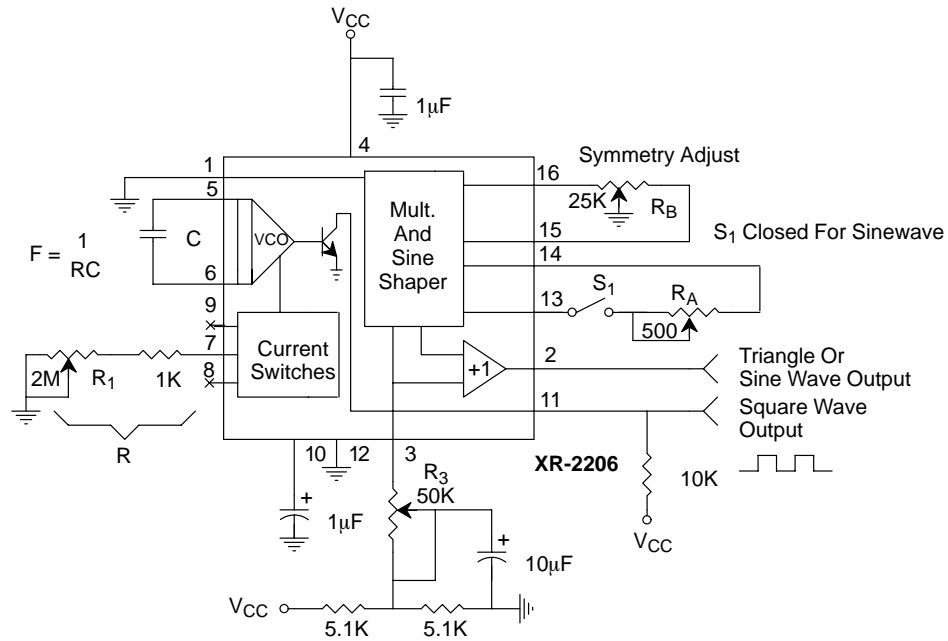 VCC
1μF
4
1
16
Symmetry Adjust
5
25K
RB
Mult.
And
Sine
Shaper
15
C
VCO
S1 Closed For Sinewave
F = 1
RC
14
6
S1
RA
13
500
9
7
Current
Switches
+1
2
Triangle Or
Sine Wave Output
2M
R1
1K
8
11
Square Wave
Output
R
10
12
3
XR-2206
10K
R3
50K
+
1μF
+
10μF
VCC
VCC
5.1K
5.1K